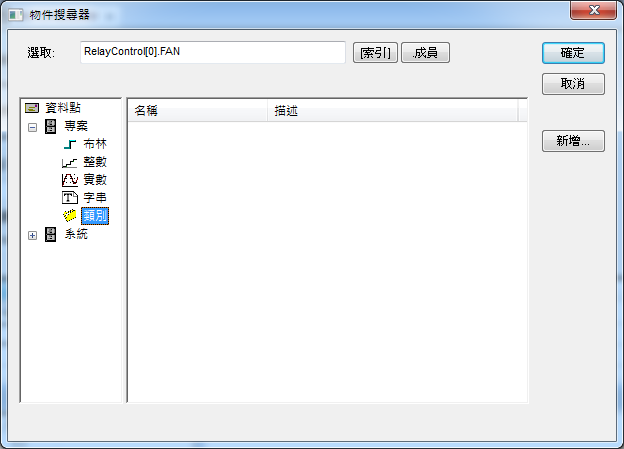 物件搜尋器
選取: RelayControl[0].FAN [索引] .成員 確定
取消
新增...
資料點
專案
布林
整數
實數
字串
類別
系統
名稱 描述